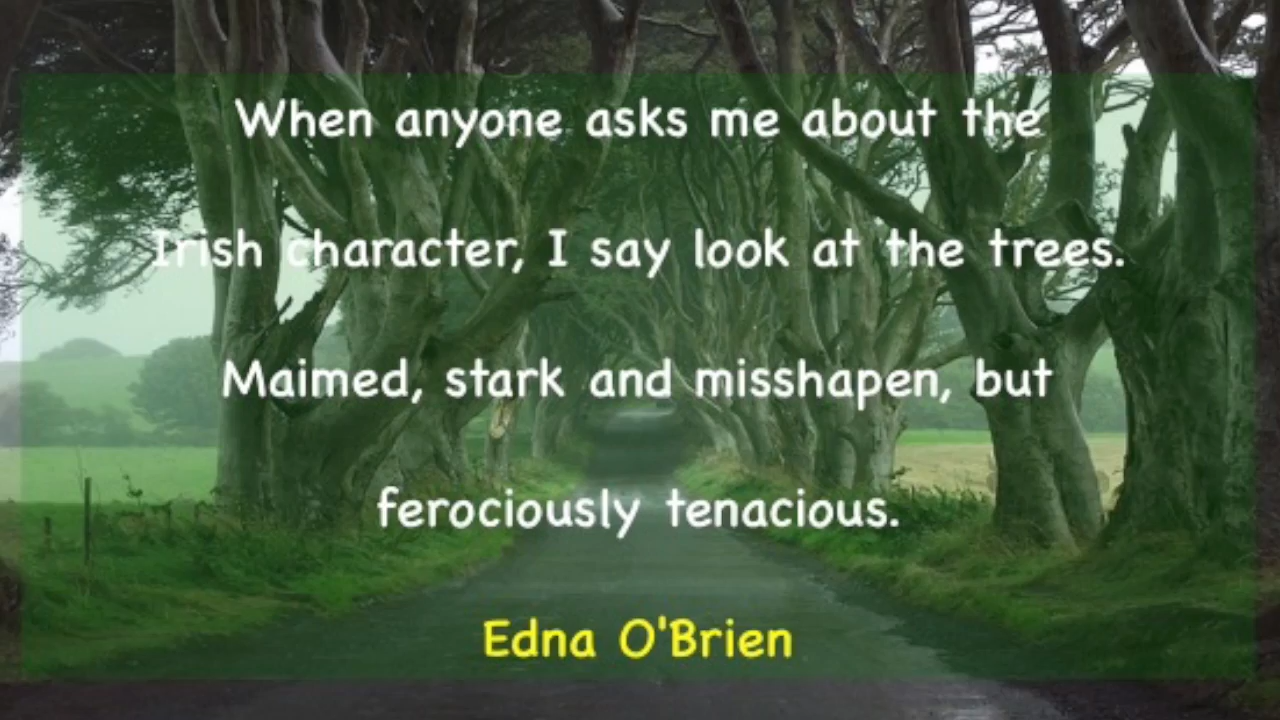 When anyone asks me about the
Irish character, I say look at the trees.
Maimed, stark and misshapen, but
ferociously tenacious.
Edna O'Brien